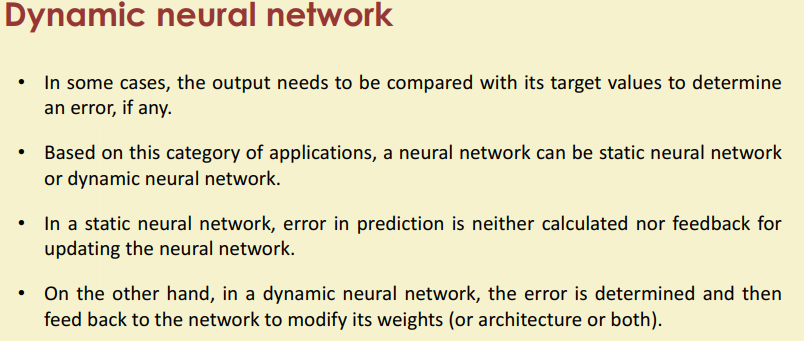 Dynamic neural network
• In some cases, the output needs to be compared with its target values to determine
an error, if any.
• Based on this category of applications, a neural network can be static neural network
or dynamic neural network.
• In a static neural network, error in prediction is neither calculated nor feedback for
updating the neural network.
• On the other hand, in a dynamic neural network, the error is determined and then
feed back to the network to modify its weights (or architecture or both).